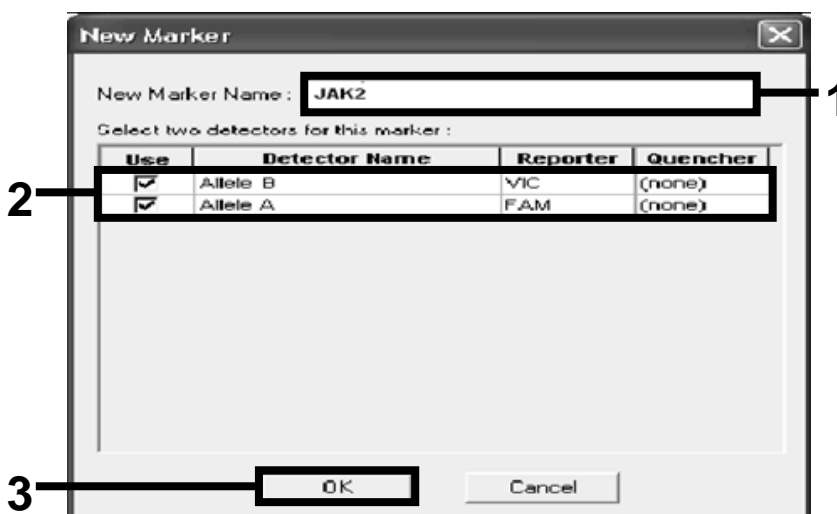 New Marker
New Marker Name : JAK2
1
Select two detectors for this marker :
Use Detector Name Reporter Quencher
2
Allele B VIC (none)
Allele A FAM (none)
3
OK Cancel